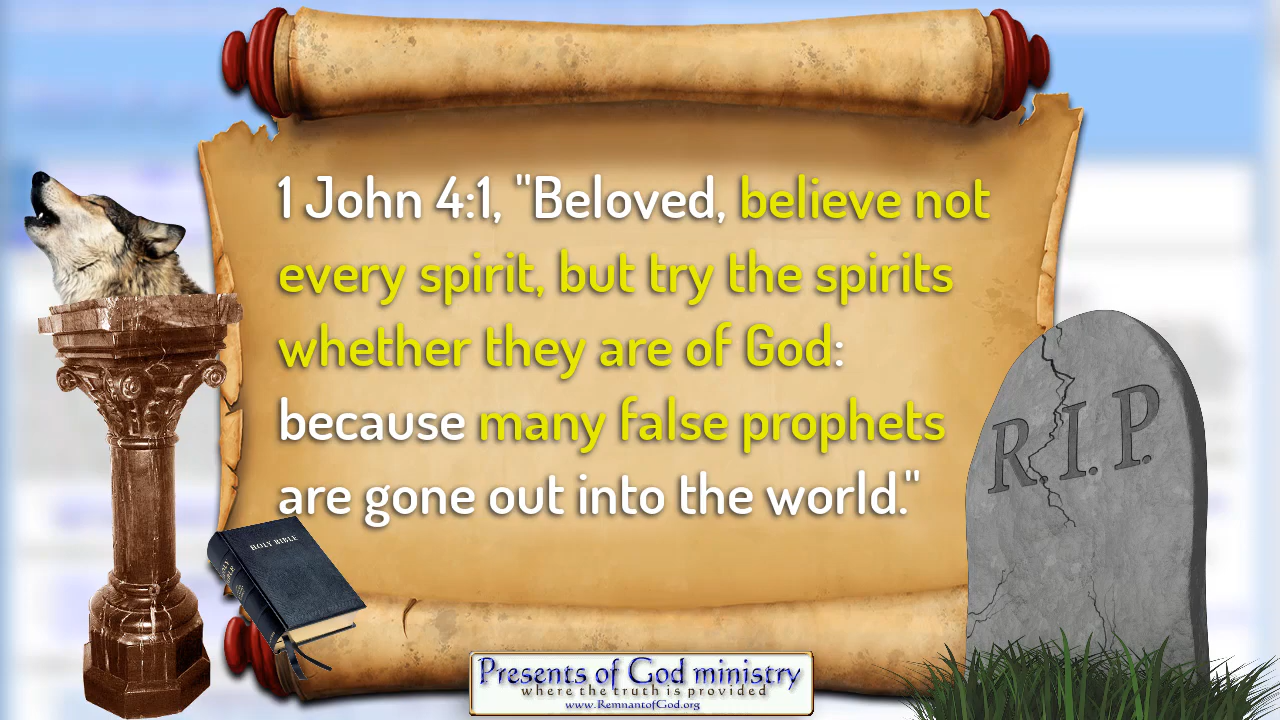 1 John 4:1, "Beloved, believe not
every spirit, but try the spirits
whether they are of God:
because many false prophets
are gone out into the world."
R.I.P.
HOLY BIBLE
HOLY BIBLE
Presents of God ministry
where the truth is provided
www.RemnantofGod.org